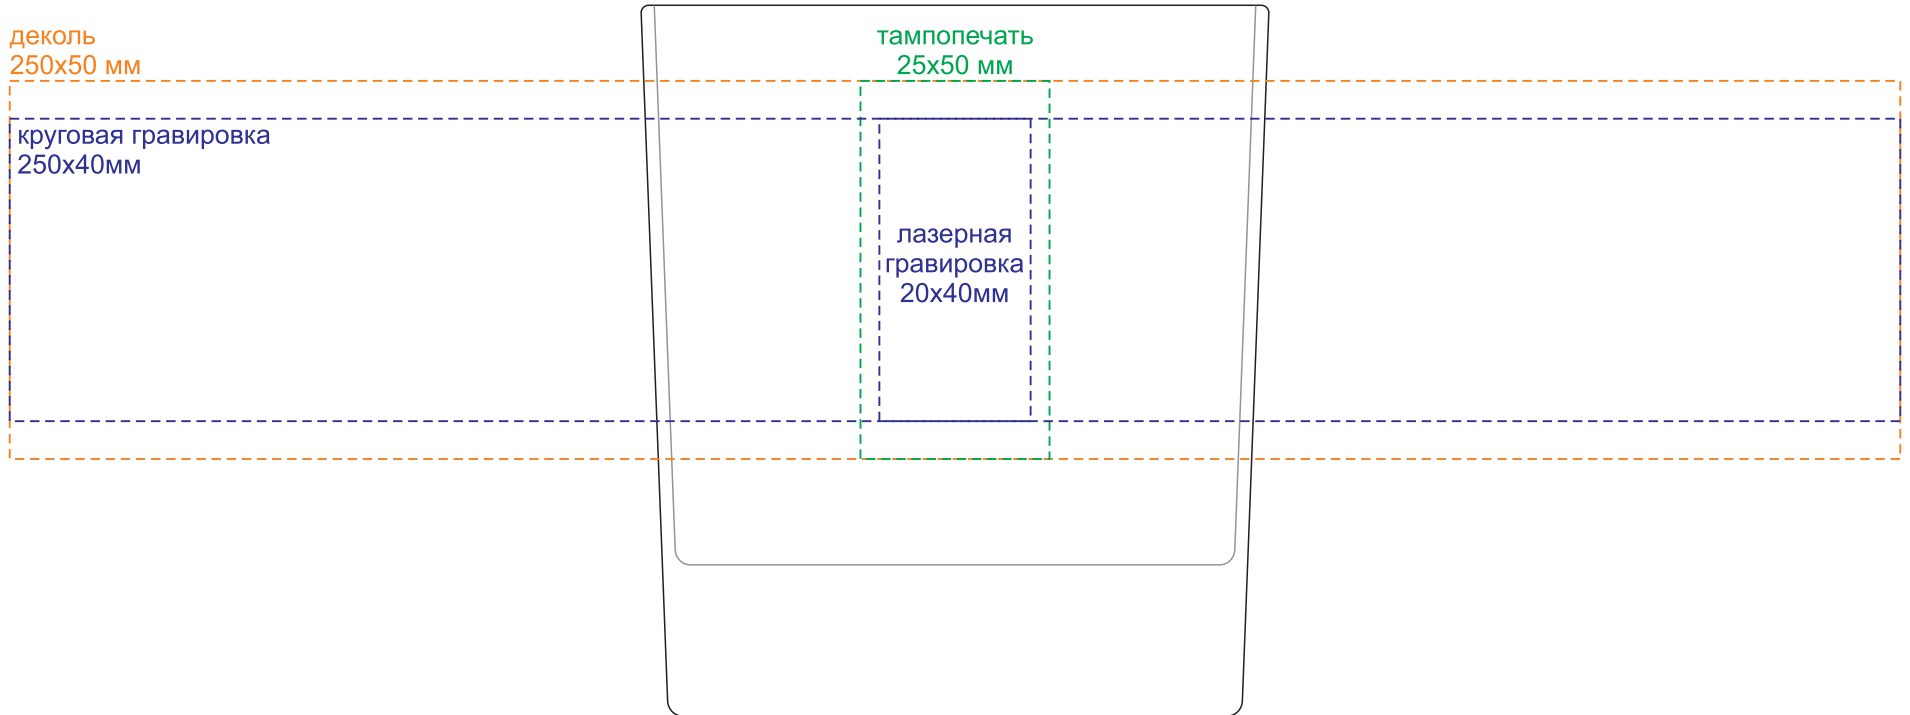 деколь
250х50 мм
тампопечать
25х50 мм
круговая гравировка
250х40мм
лазерная
гравировка
20х40мм